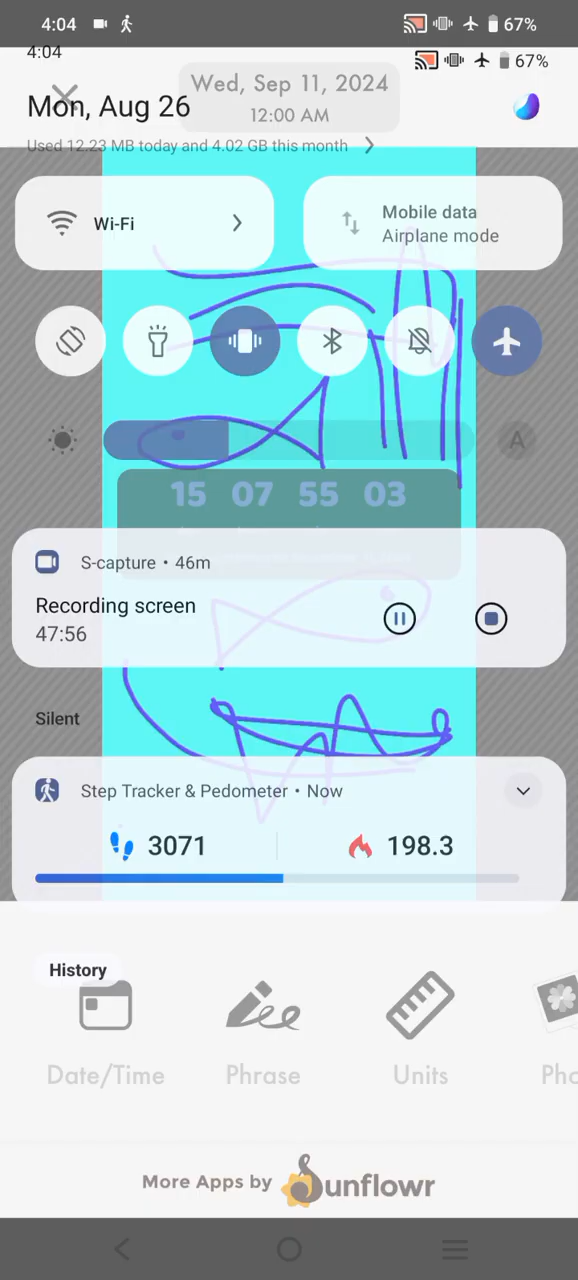 4:04
67%
4:04
67%
Wed, Sep 11, 2024
12:00 AM
Mon, Aug 26
Used 12.23 MB today and 4.02 GB this month
Wi-Fi
Mobile data
Airplane mode
A
15 07 55 03
S-capture • 46m
Recording screen
47:56
Silent
Step Tracker & Pedometer • Now
3071
198.3
History
Date/Time
Phrase
Units
Pho
More Apps by Sunflowr